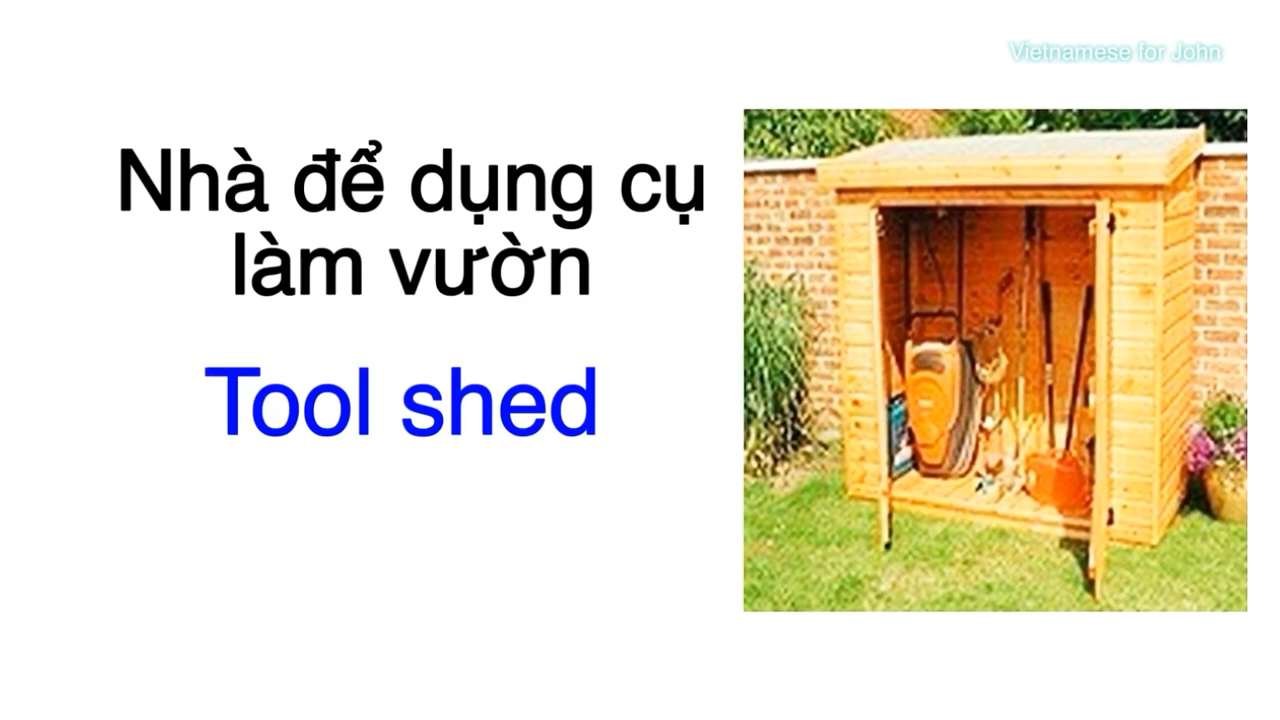 Vietnamese for John
Nhà để dụng cụ
làm vườn
Tool shed